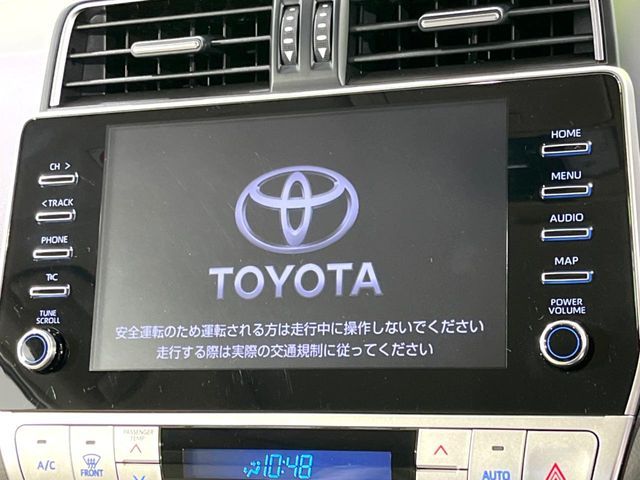 CH >
< TRACK
PHONE
T·C
TUNE
SCROLL
TOYOTA
安全運転のため運転される方は走行中に操作しないでください
走行する際は実際の交通規制に従ってください
HOME
MENU
AUDIO
MAP
POWER
VOLUME
A/C
FRONT
PASSENGER
TEMP
10:48
AUTO